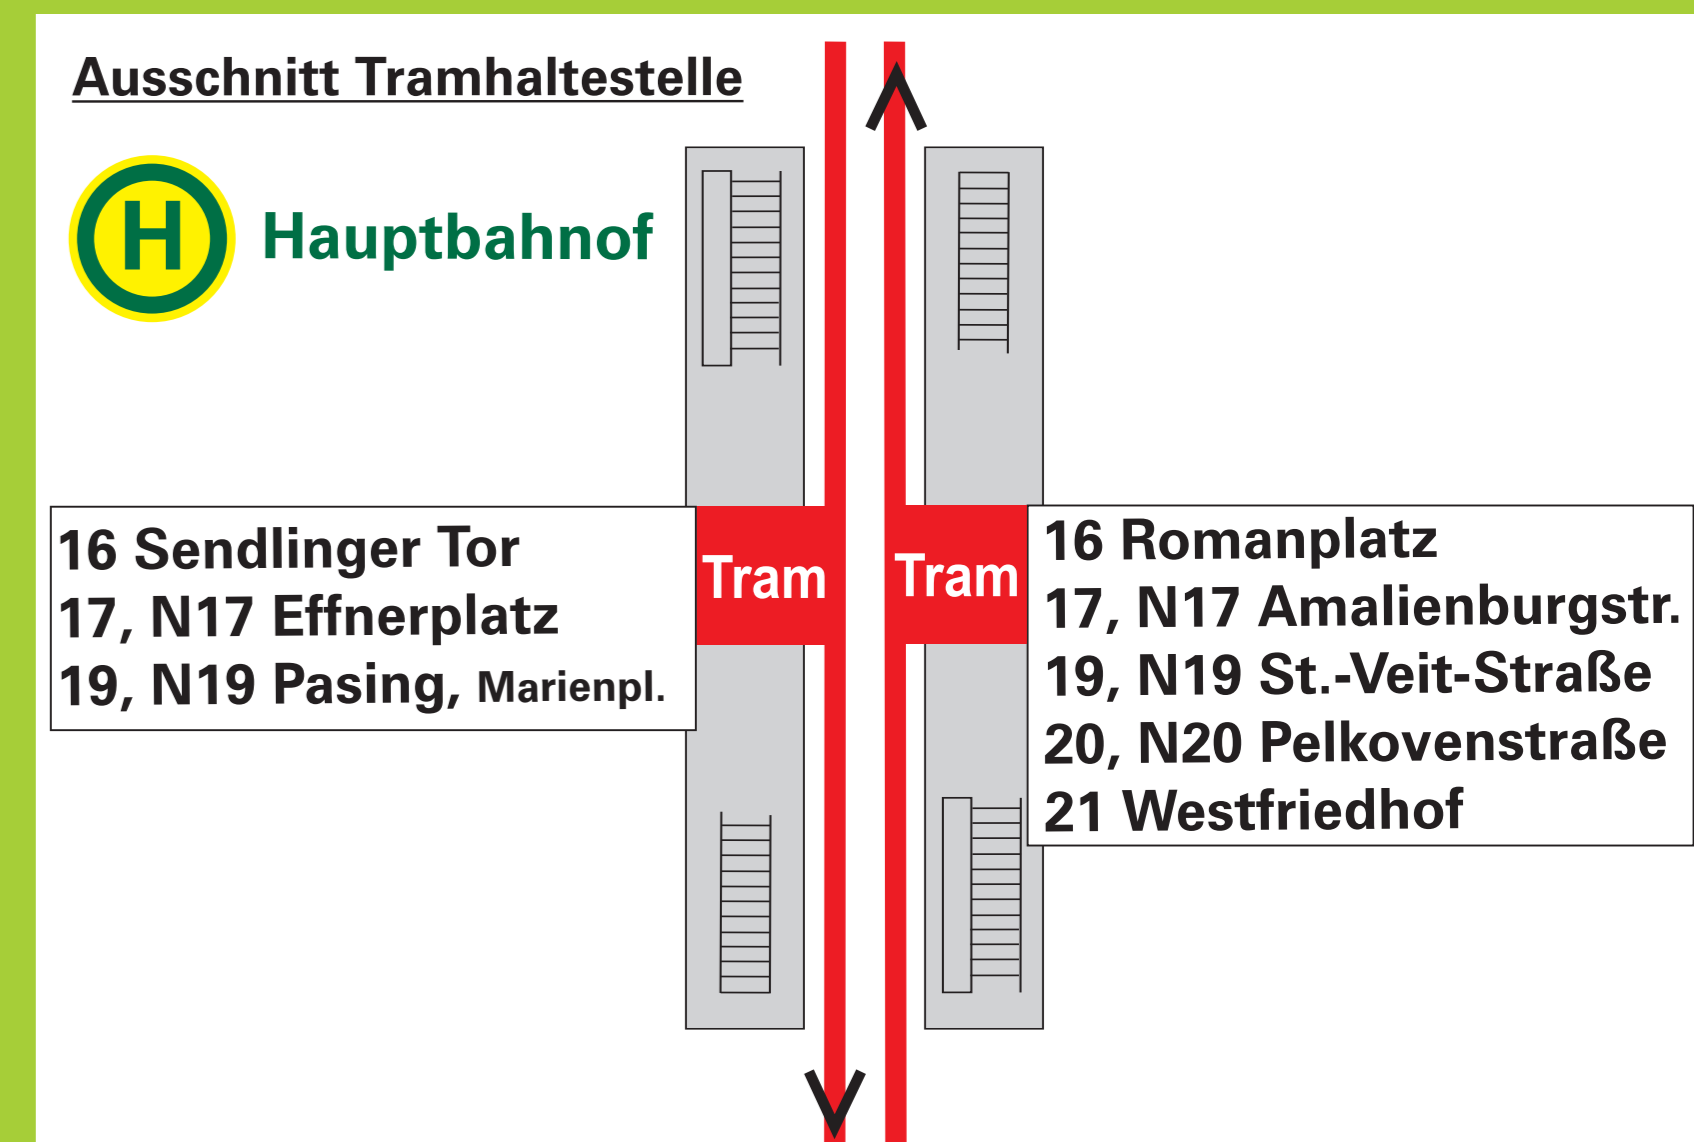 Ausschnitt Tramhaltestelle
H
Hauptbahnof
16 Sendlinger Tor
17, N17 Effnerplatz
19, N19 Pasing, Marienpl.
Tram
Tram
16 Romanplatz
17, N17 Amalienburgstr.
19, N19 St.-Veit-Straße
20, N20 Pelkovenstraße
21 Westfriedhof